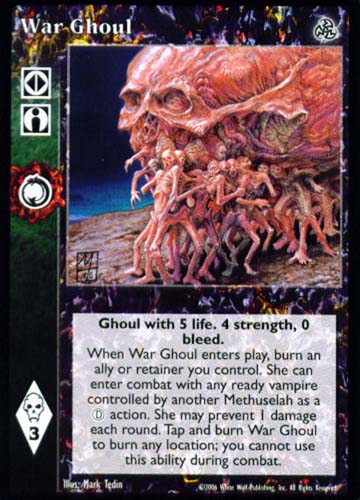 War Ghoul
Ghoul with 5 life. 4 strength, 0
bleed.
When War Ghoul enters play, burn an
ally or retainer you control. She can
enter combat with any ready vampire
controlled by another Methuselah as a
Ⓓ action. She may prevent 1 damage
each round. Tap and burn War Ghoul
to burn any location; you cannot use
this ability during combat.
3
Illus: Mark Tedin
©2006 White Wolf Publishing, Inc. All Rights Reserved.